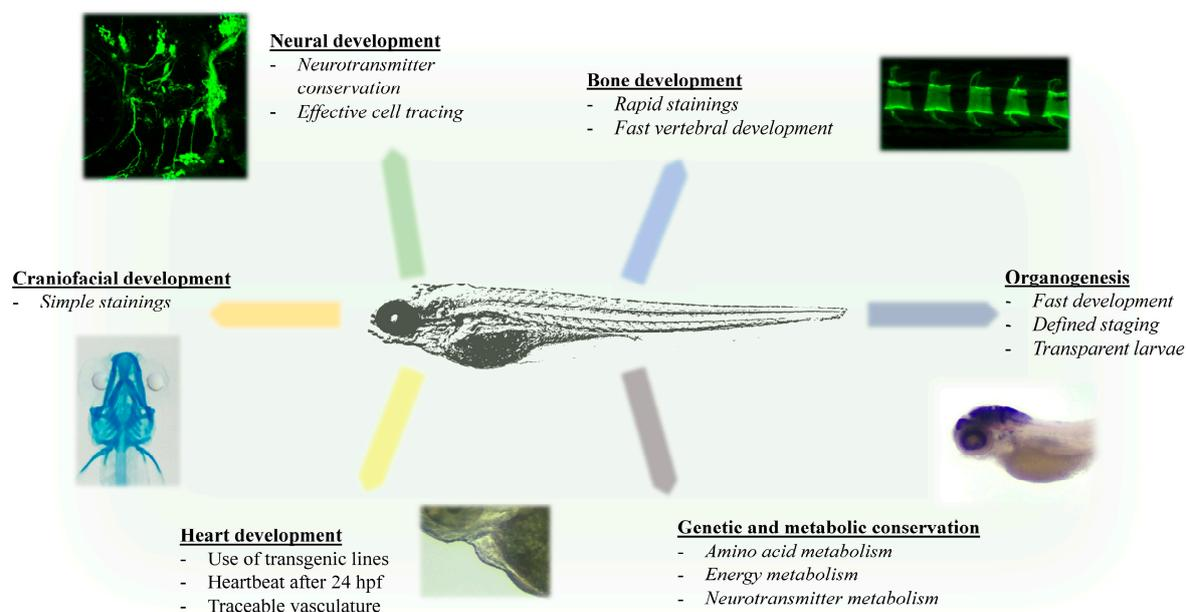 Neural development
- Neurotransmitter
conservation
- Effective cell tracing
Bone development
- Rapid stainings
- Fast vertebral development
Craniofacial development
- Simple stainings
Organogenesis
- Fast development
- Defined staging
- Transparent larvae
Heart development
- Use of transgenic lines
- Heartbeat after 24 hpf
- Traceable vasculature
Genetic and metabolic conservation
- Amino acid metabolism
- Energy metabolism
- Neurotransmitter metabolism